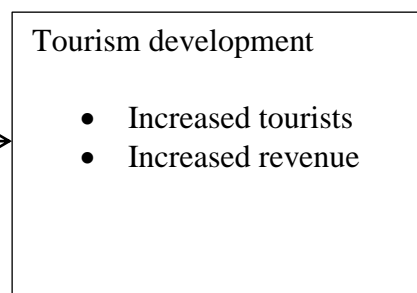 Tourism development
• Increased tourists
• Increased revenue